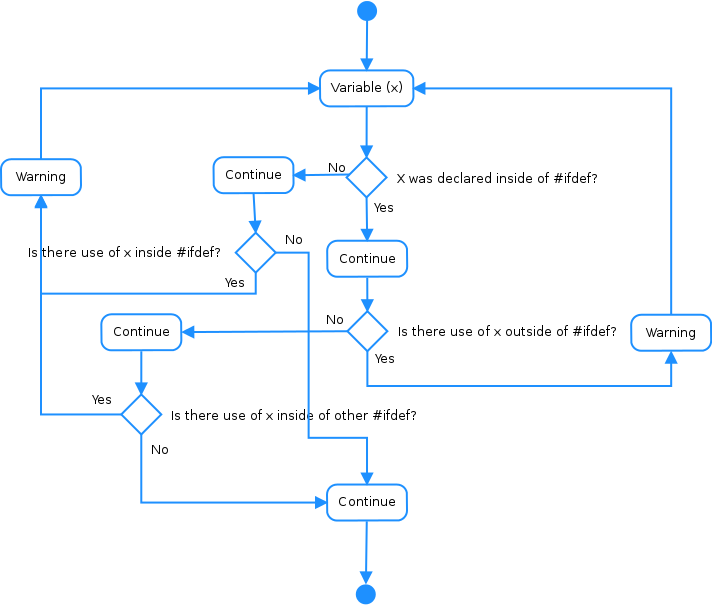 Variable (x)
No
Continue
Warning
X was declared inside of #ifdef?
Yes
No
Is there use of x inside #ifdef?
Continue
Yes
No
Continue
Is there use of x outside of #ifdef?
Warning
Yes
Yes
Is there use of x inside of other #ifdef?
No
Continue